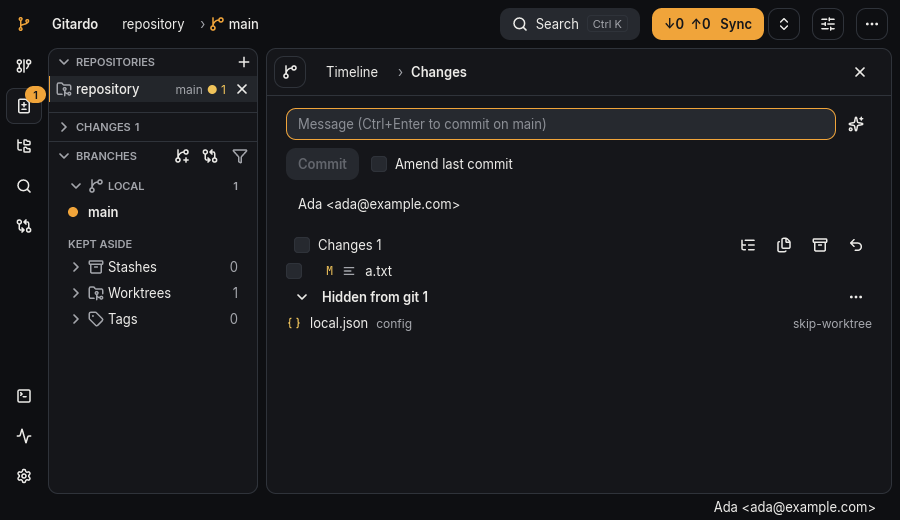 Gitardo
repository › main
Search Ctrl K
↓0 ↑0 Sync
REPOSITORIES
repository main 1
1
CHANGES 1
BRANCHES
LOCAL 1
main
KEPT ASIDE
Stashes 0
Worktrees 1
Tags 0
Timeline › Changes
Message (Ctrl+Enter to commit on main)
Commit
Amend last commit
Ada <ada@example.com>
Changes 1
M a.txt
Hidden from git 1
{} local.json config skip-worktree
Ada <ada@example.com>